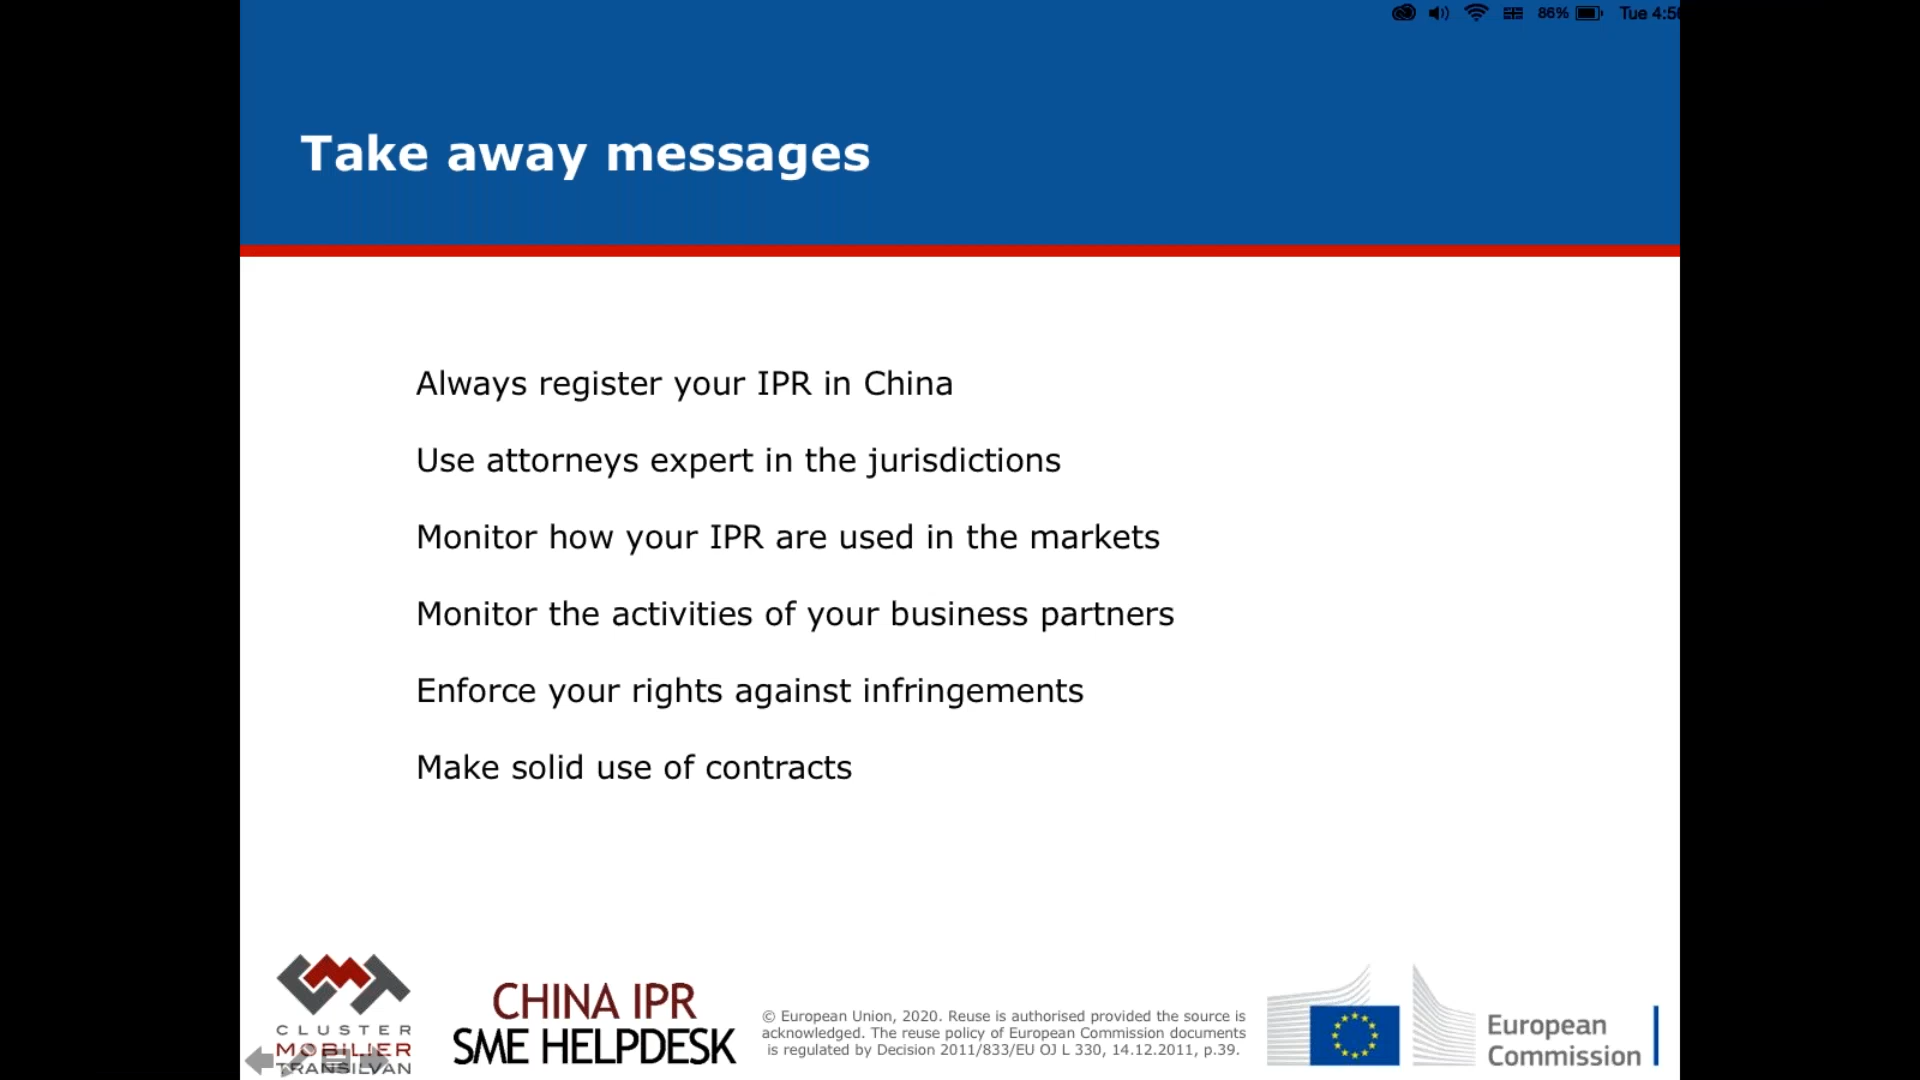 86% Tue 4:5
Take away messages
Always register your IPR in China
Use attorneys expert in the jurisdictions
Monitor how your IPR are used in the markets
Monitor the activities of your business partners
Enforce your rights against infringements
Make solid use of contracts
CLUSTER
MOBILIER
TRANSILVAN
CHINA IPR
SME HELPDESK
© European Union, 2020. Reuse is authorised provided the source is
acknowledged. The reuse policy of European Commission documents
is regulated by Decision 2011/833/EU OJ L 330, 14.12.2011, p.39.
European
Commission